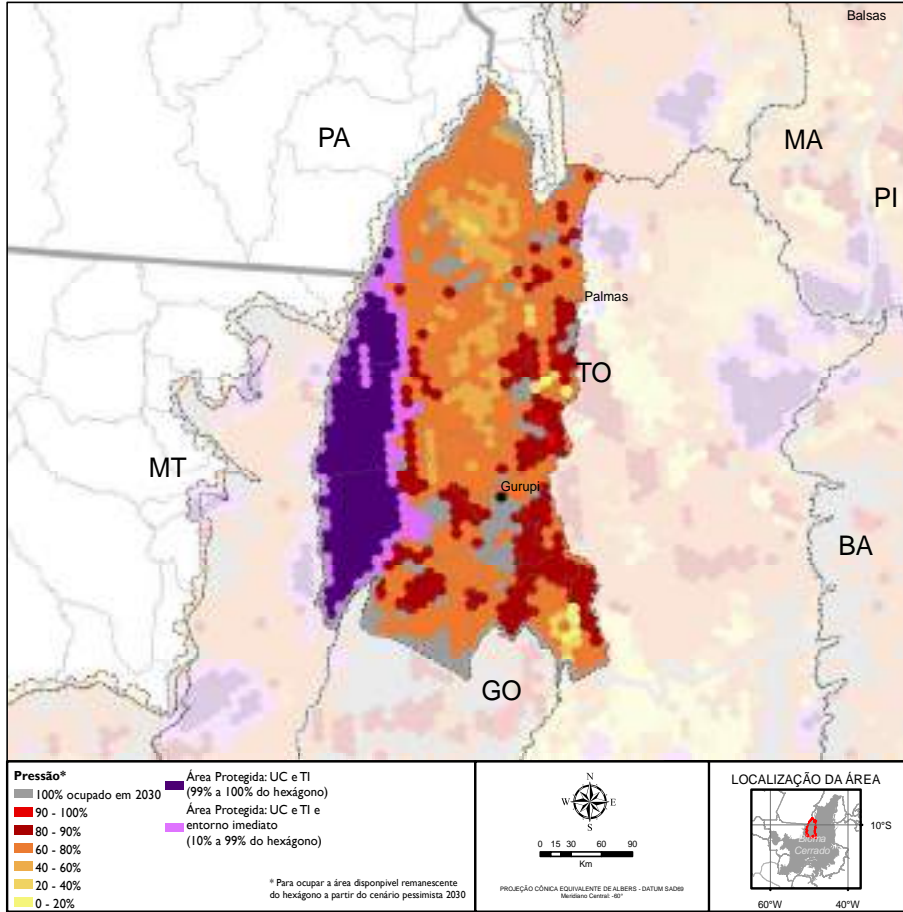 Balsas
PA
MA
PI
Palmas
TO
MT
Gurupi
BA
GO
Pressão*
100% ocupado em 2030
90 - 100%
80 - 90%
60 - 80%
40 - 60%
20 - 40%
0 - 20%
Área Protegida: UC e TI
(99% a 100% do hexágono)
Área Protegida: UC e TI e
entorno imediato
(10% a 99% do hexágono)
* Para ocupar a área disponpivel remanescente
do hexágono a partir do cenário pessimista 2030
N
W E
S
0 15 30 60 90
Km
PROJEÇÃO CÔNICA EQUIVALENTE DE ALBERS - DATUM SAD69
Meridiano Central: -60°
LOCALIZAÇÃO DA ÁREA
Bioma
Cerrado
10°S
60°W 40°W